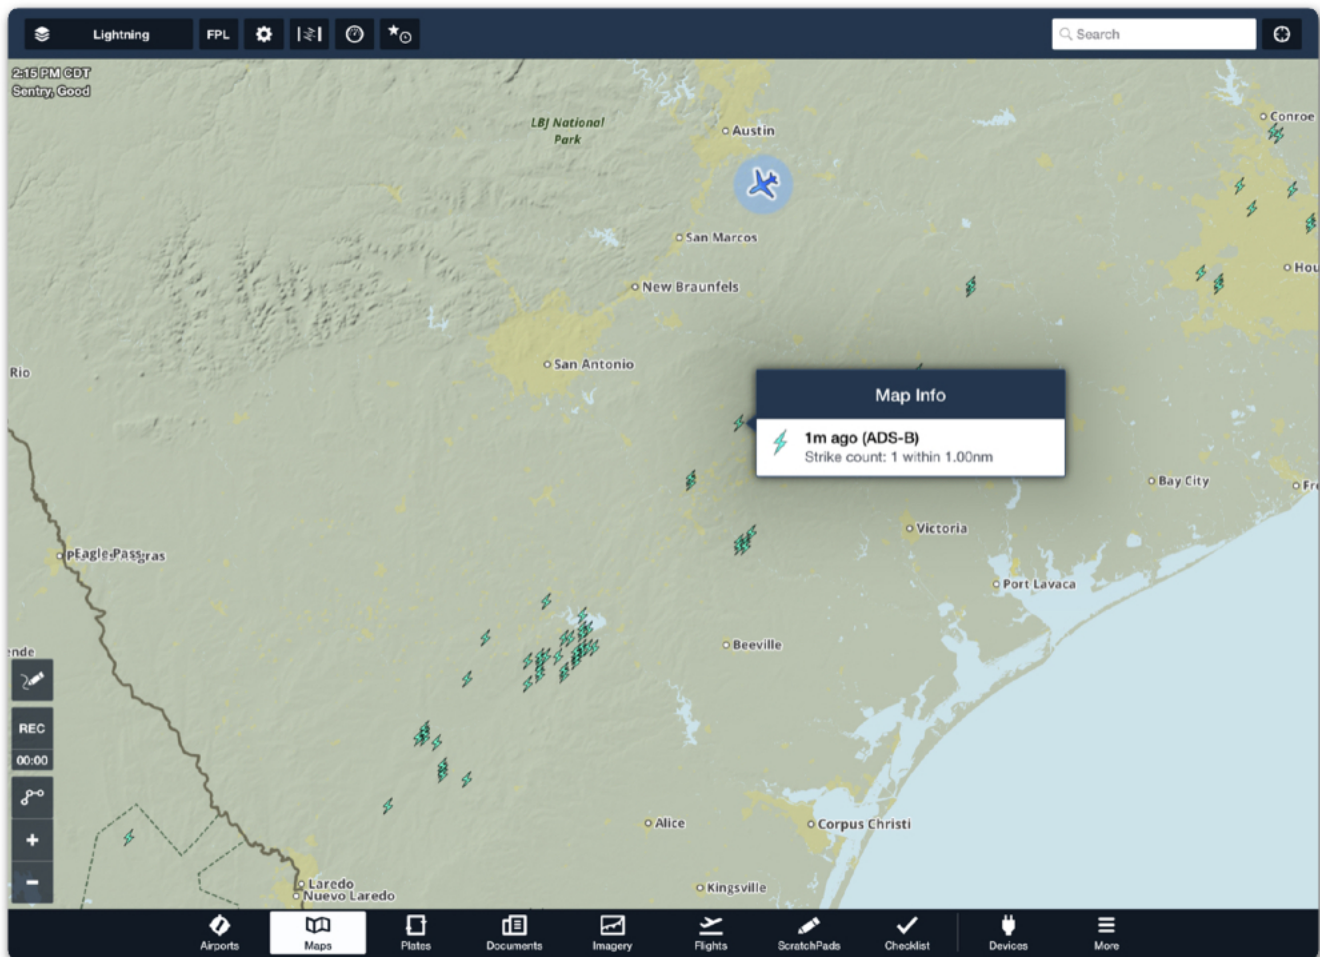 Lightning
FPL
Search
2:15 PM CDT
Sentry, Good
LBJ National
Park
Austin
Conroe
San Marcos
Hou
New Braunfels
San Antonio
Rio
Map Info
1m ago (ADS-B)
Strike count: 1 within 1.00nm
Bay City
Fre
Victoria
Eagle Pass
gras
Port Lavaca
Beeville
ende
REC
00:00
Alice
Corpus Christi
Laredo
Nuevo Laredo
Kingsville
Airports
Maps
Plates
Documents
Imagery
Flights
ScratchPads
Checklist
Devices
More